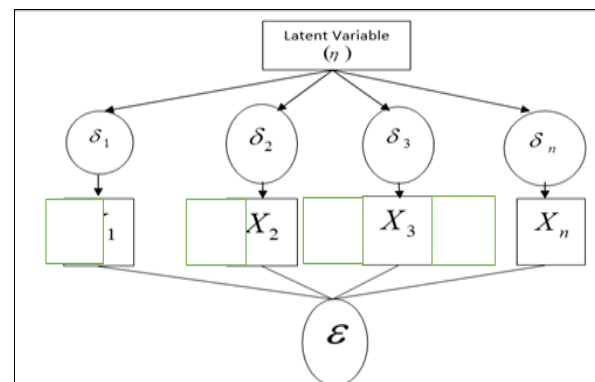 Latent Variable
(η)
δ₁ δ₂ δ₃ δₙ
₁ X₂ X₃ Xₙ
ε